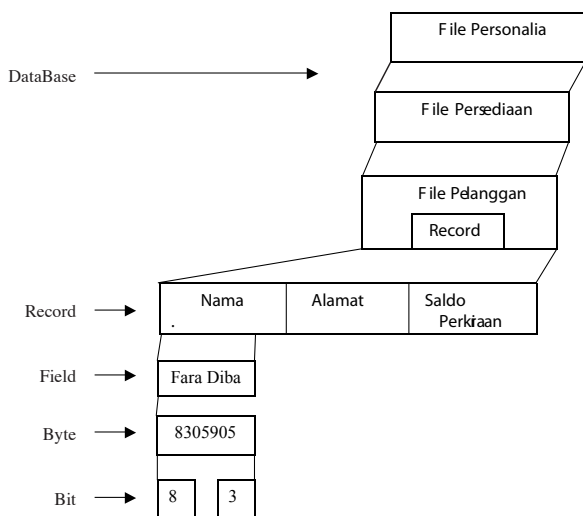 File Personalia
DataBase
File Persediaan
File Pelanggan
Record
Record
Nama
Alamat
Saldo
Perkiraan
.
Field
Fara Diba
Byte
8305905
Bit
8
3